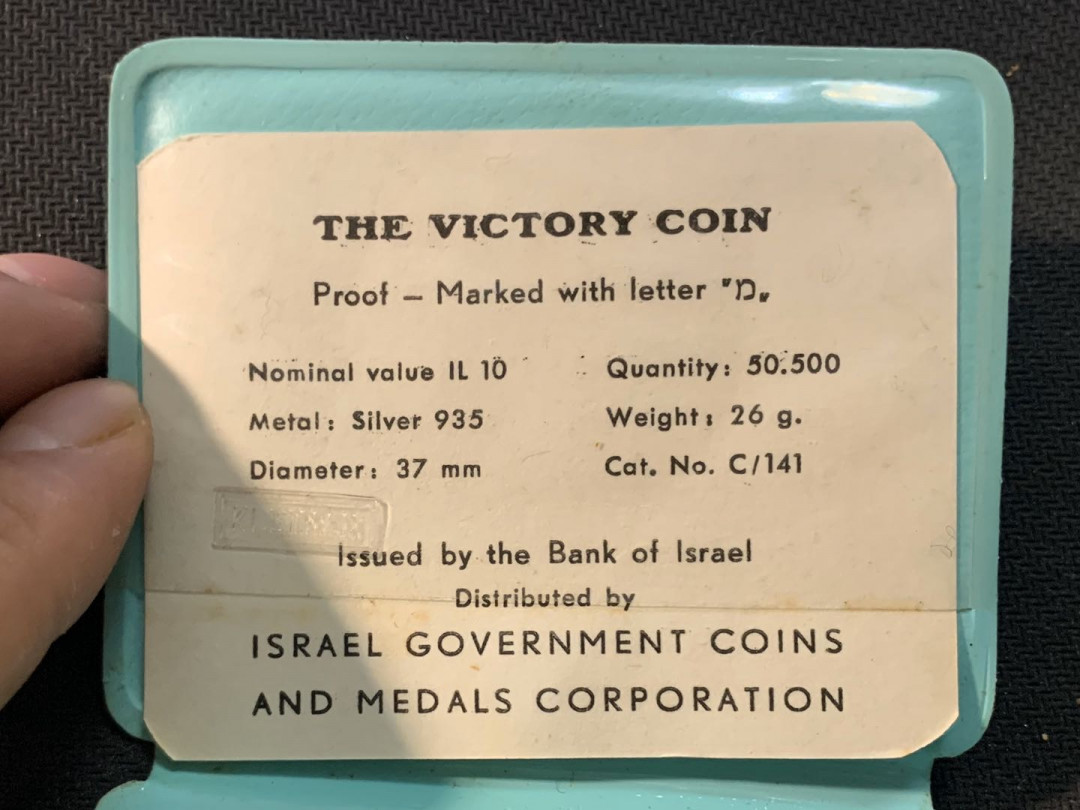 THE VICTORY COIN
Proof – Marked with letter "מ„
Nominal value IL 10
Quantity: 50.500
Metal: Silver 935
Weight: 26 g.
Diameter: 37 mm
Cat. No. C/141
Issued by the Bank of Israel
Distributed by
ISRAEL GOVERNMENT COINS
AND MEDALS CORPORATION